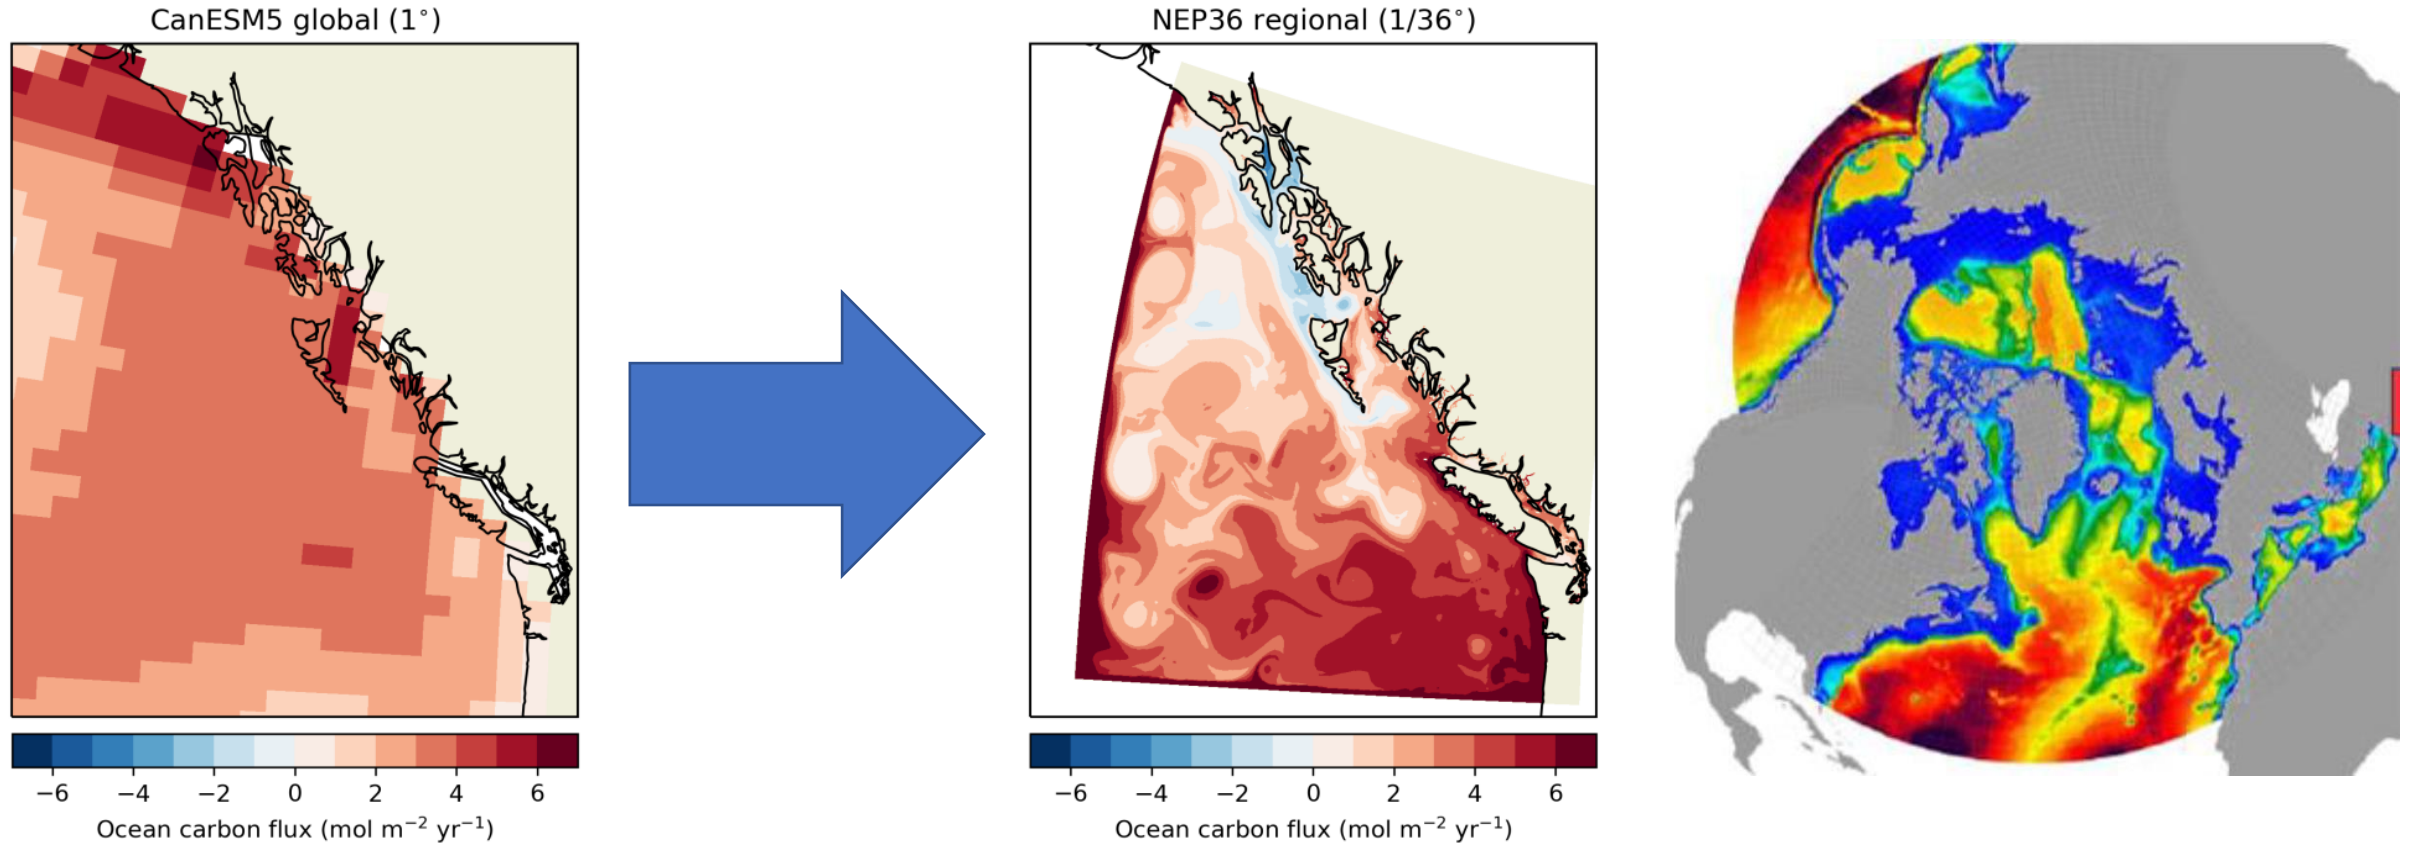 CanESM5 global (1°)
−6 −4 −2 0 2 4 6
Ocean carbon flux (mol m⁻² yr⁻¹)
NEP36 regional (1/36°)
−6 −4 −2 0 2 4 6
Ocean carbon flux (mol m⁻² yr⁻¹)